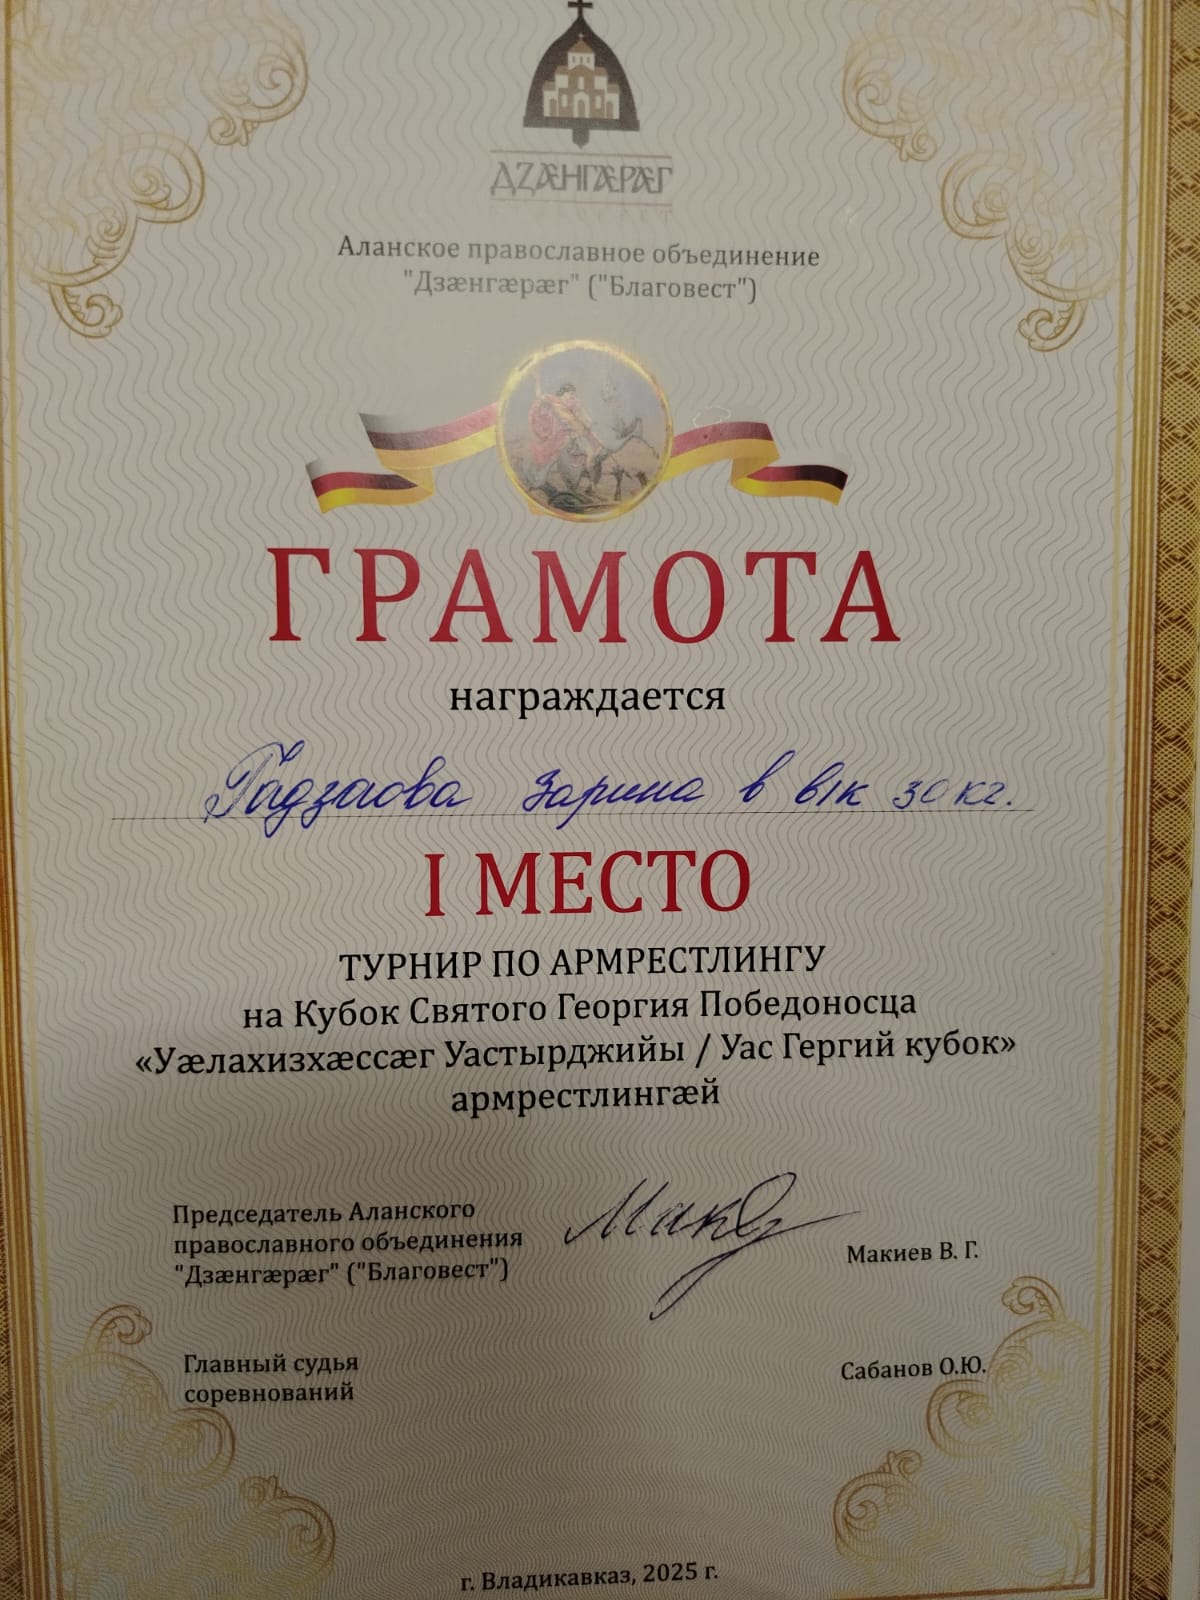 ДZÆНГÆРÆГ
Аланское православное объединение
"Дзæнгæрæг" ("Благовест")
ГРАМОТА
награждается
Гадзаова Зарина в в/к 30 кг.
I МЕСТО
ТУРНИР ПО АРМРЕСТЛИНГУ
на Кубок Святого Георгия Победоносца
«Уæлахизхæссæг Уастырджийы / Уас Гергий кубок»
армрестлингæй
Председатель Аланского
православного объединения
"Дзæнгæрæг" ("Благовест")
Макиев В. Г.
Главный судья
соревнований
Сабанов О.Ю.
г. Владикавказ, 2025 г.